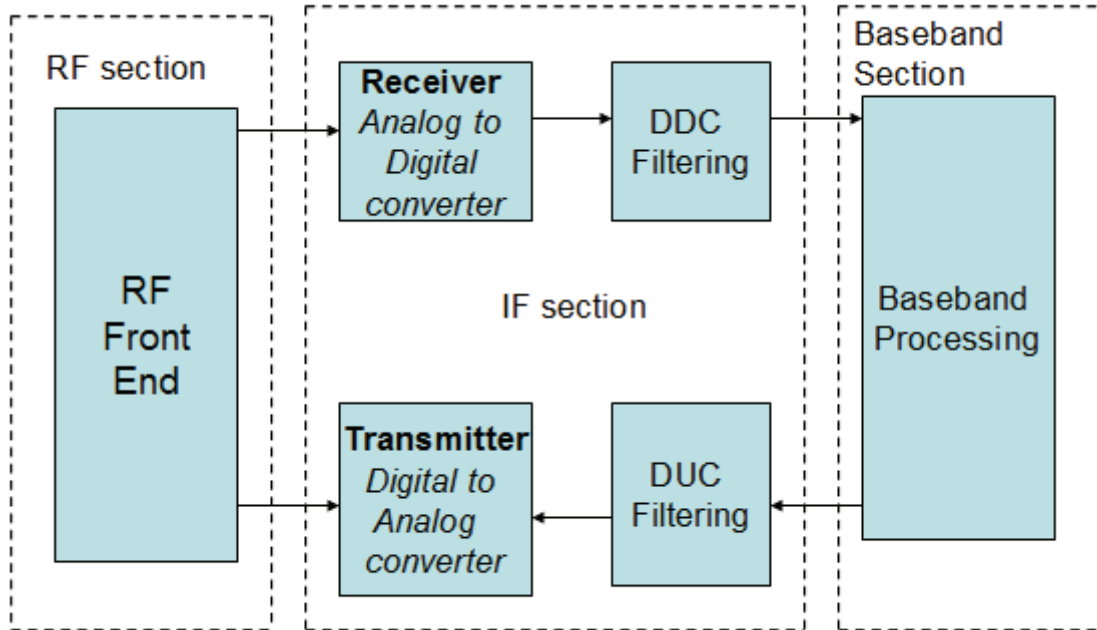 RF section
RF
Front
End
Receiver
Analog to
Digital
converter
DDC
Filtering
IF section
Transmitter
Digital to
Analog
converter
DUC
Filtering
Baseband
Section
Baseband
Processing